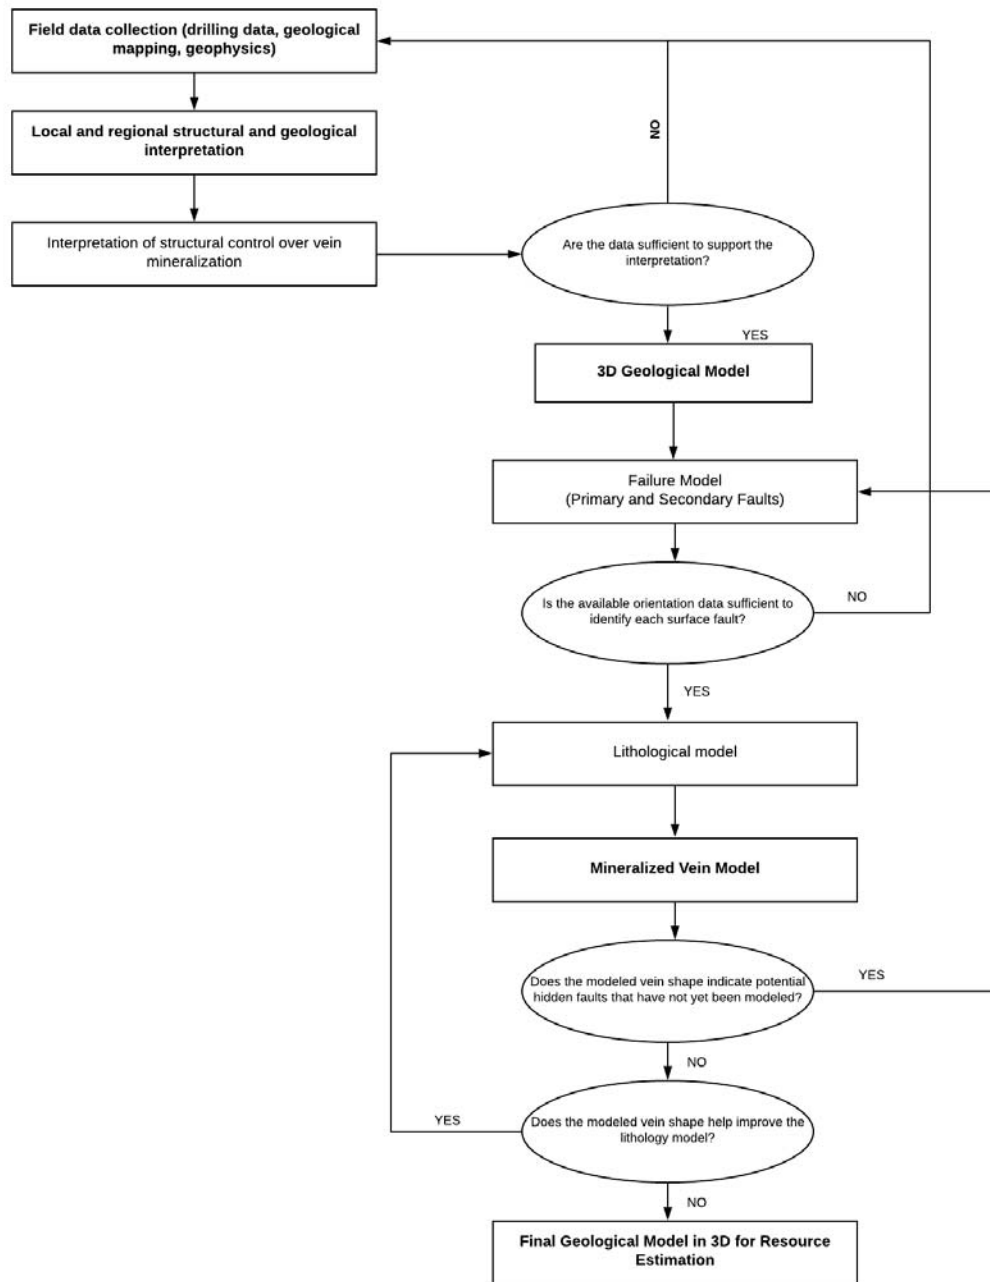 Field data collection (drilling data, geological
mapping, geophysics)
Local and regional structural and geological
interpretation
Interpretation of structural control over vein
mineralization
NO
Are the data sufficient to support the
interpretation?
YES
3D Geological Model
Failure Model
(Primary and Secondary Faults)
Is the available orientation data sufficient to
identify each surface fault?
NO
YES
Lithological model
Mineralized Vein Model
Does the modeled vein shape indicate potential
hidden faults that have not yet been modeled?
YES
NO
Does the modeled vein shape help improve the
lithology model?
YES
NO
Final Geological Model in 3D for Resource
Estimation